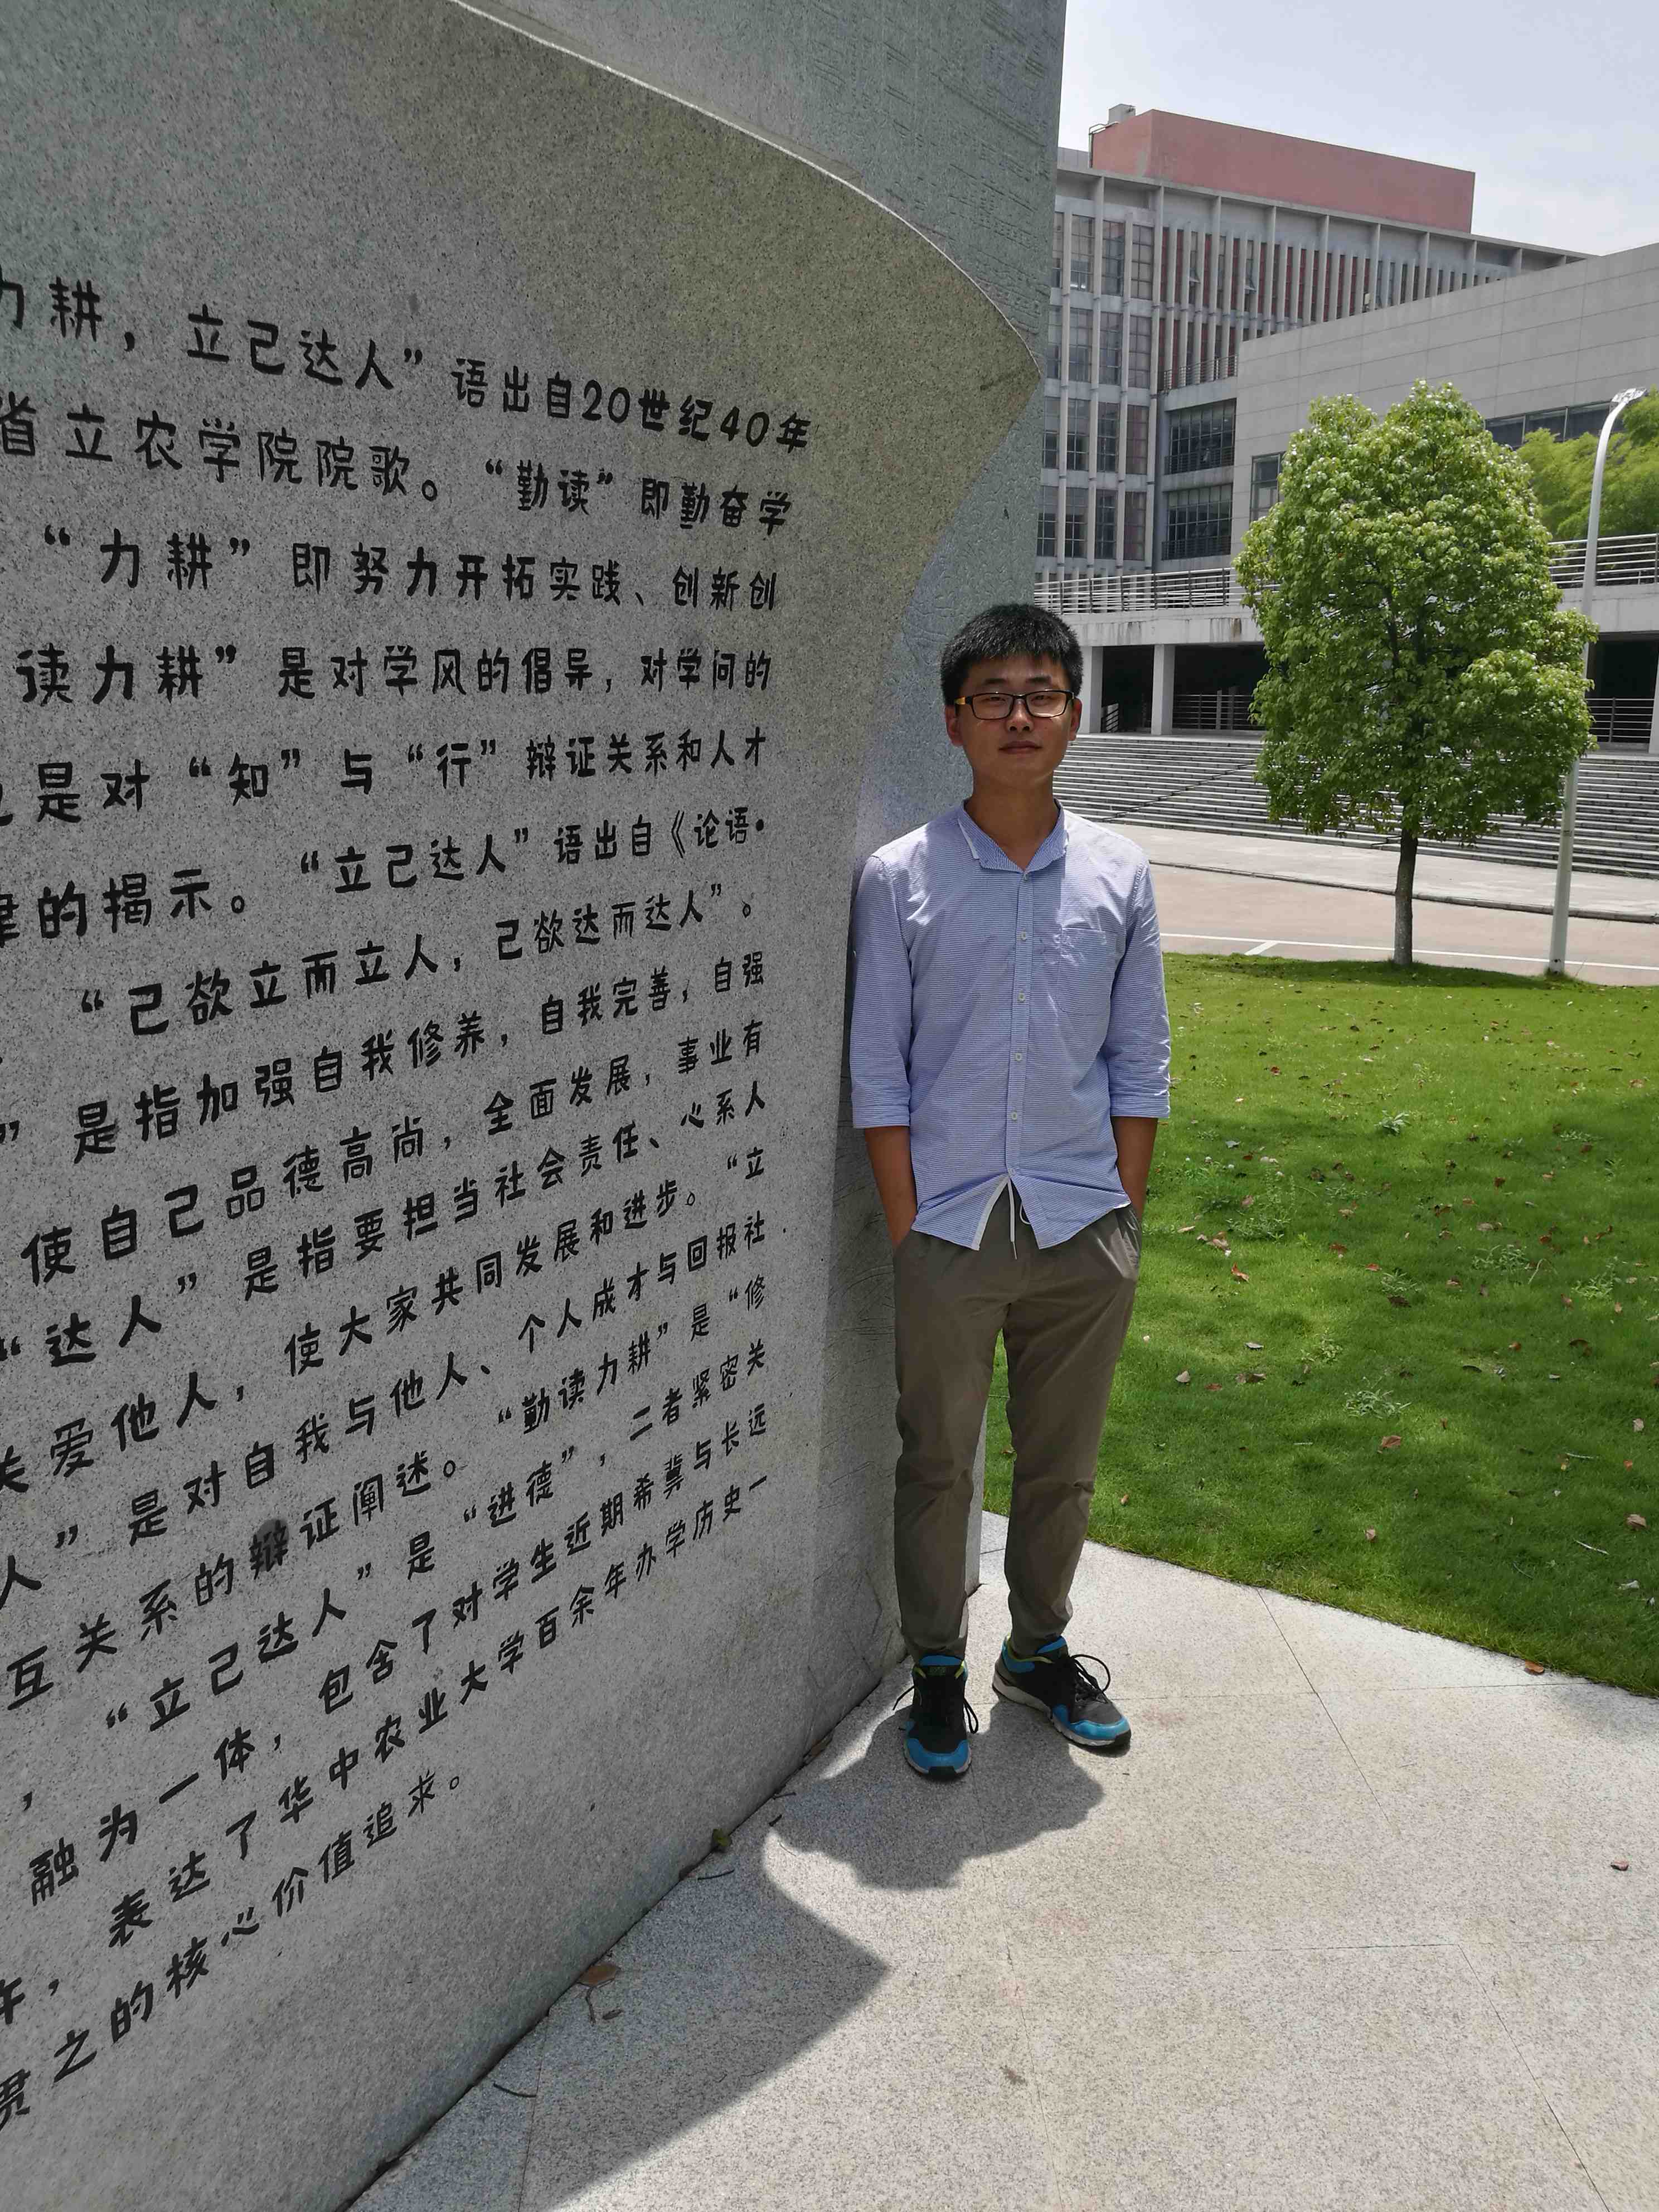 力耕，立己达人”语出自20世纪40年
省立农学院院歌。“勤读”即勤奋学
“力耕”即努力开拓实践、创新创
读力耕”是对学风的倡导，对学问的
也是对“知”与“行”辩证关系和人才
律的揭示。“立己达人”语出自《论语·
“己欲立而立人，己欲达而达人”。
”是指加强自我修养，自我完善，自强
使自己品德高尚，全面发展，事业有
“达人”是指要担当社会责任、心系人
关爱他人，使大家共同发展和进步。“立
人”是对自我与他人、个人成才与回报社
互关系的辩证阐述。“勤读力耕”是“修
，“立己达人”是“进德”，二者紧密关
融为一体，包含了对学生近期希冀与长远
，表达了华中农业大学百余年办学历史一
贯之的核心价值追求。